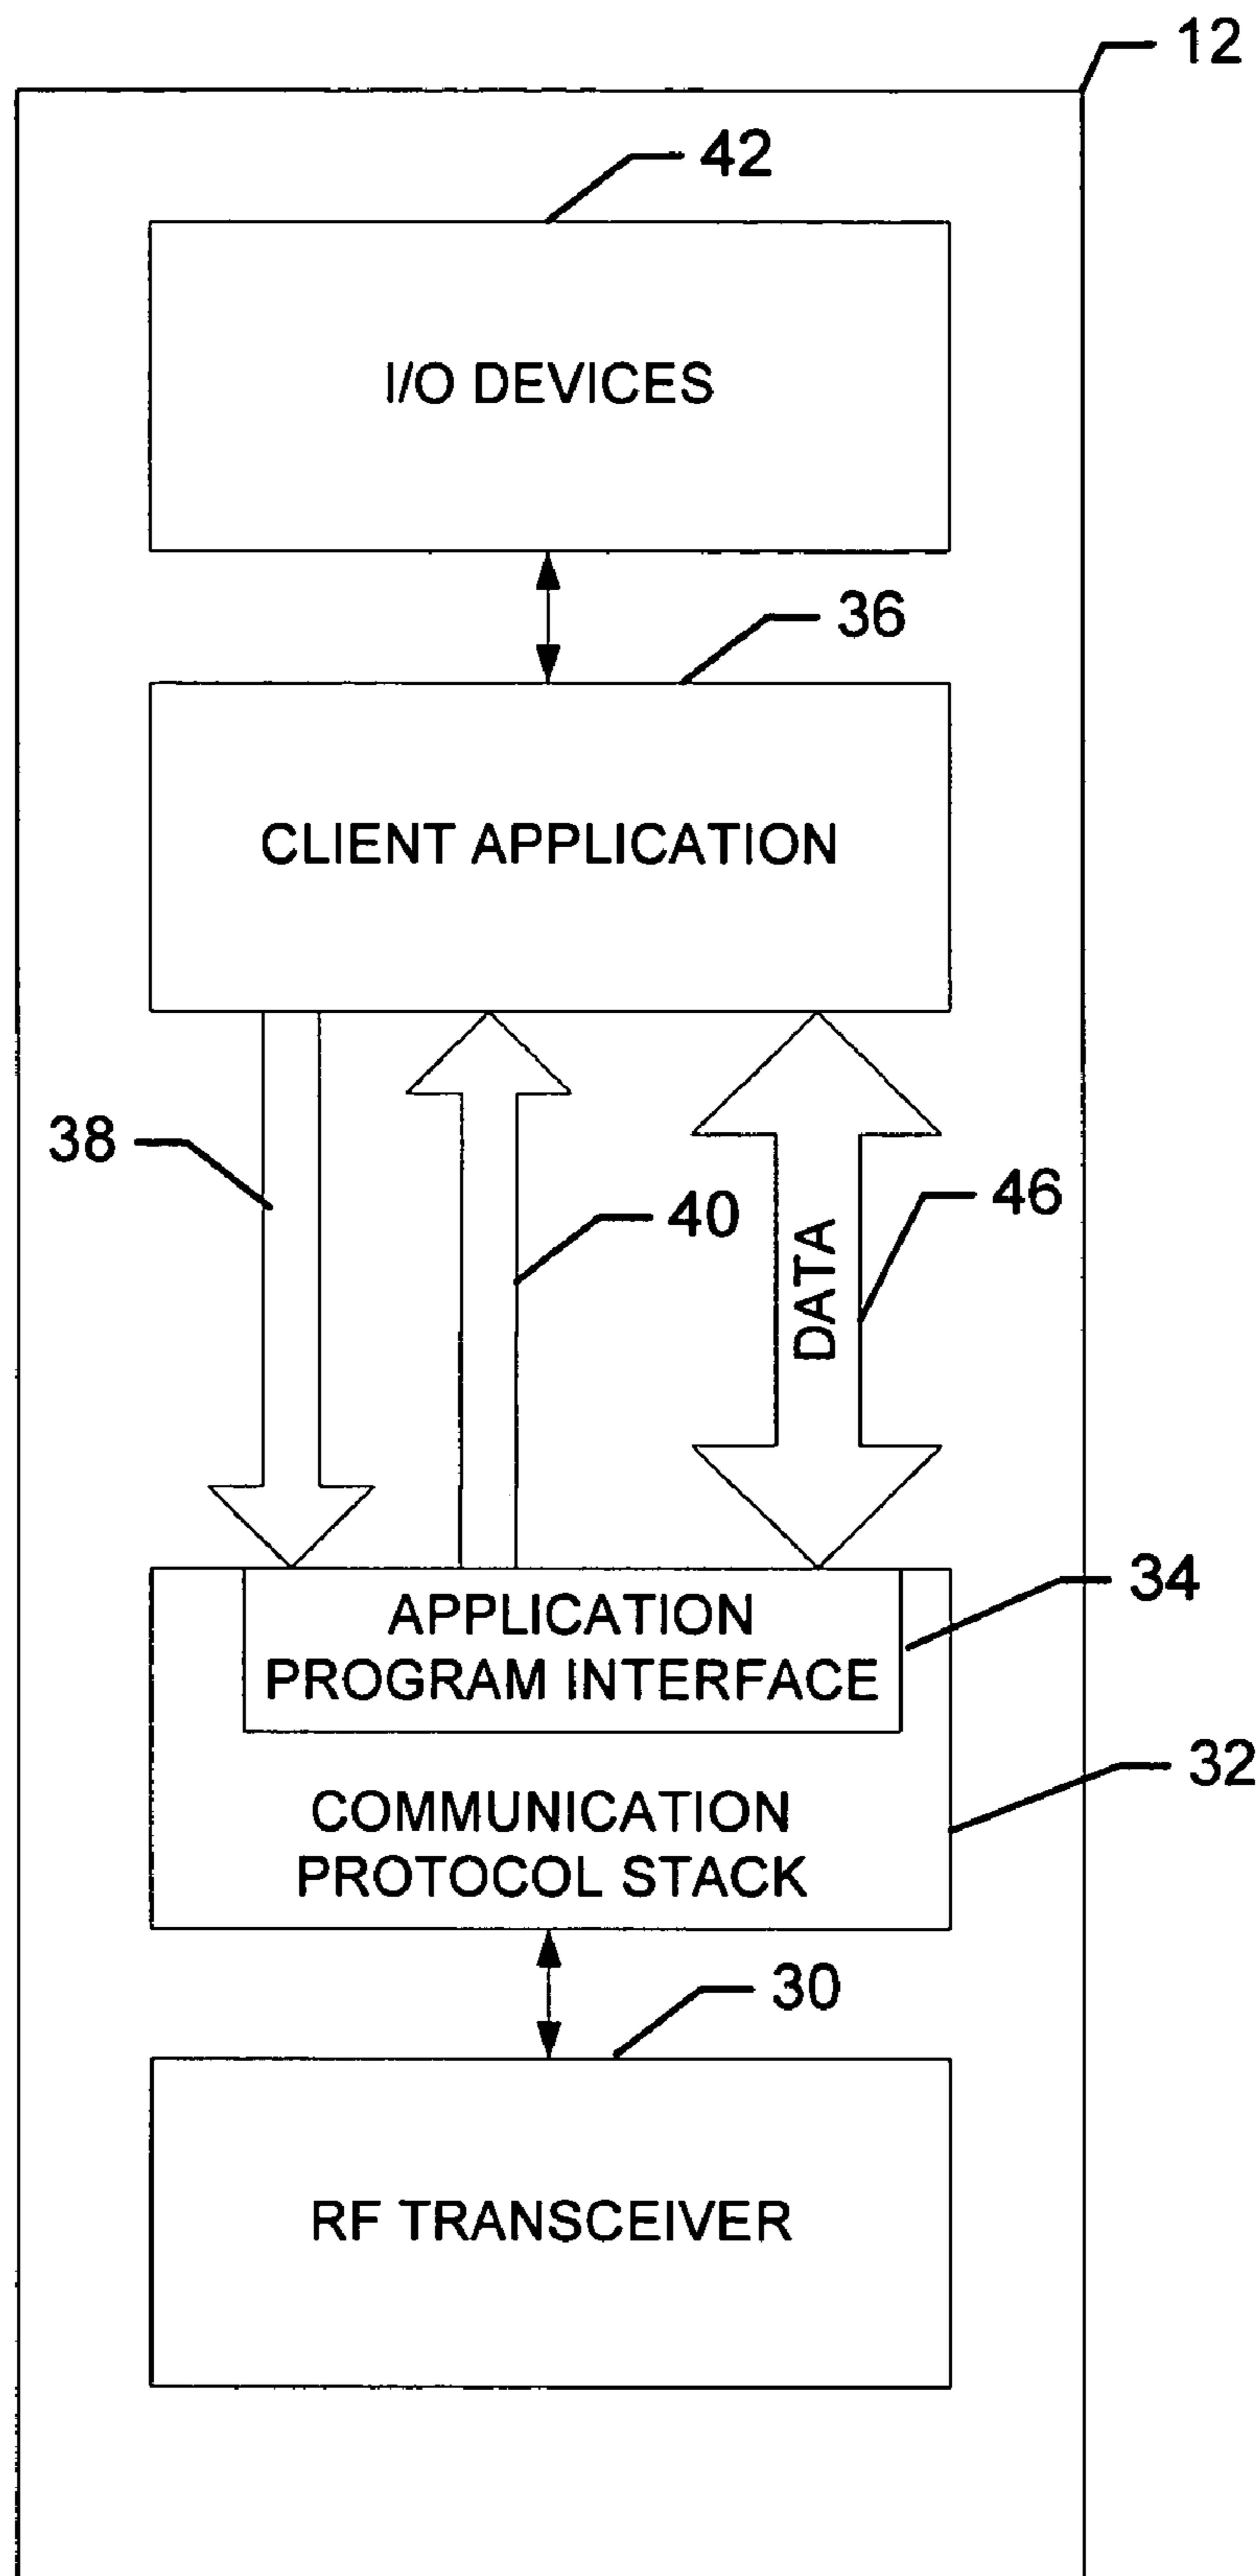 12
42
I/O DEVICES
36
CLIENT APPLICATION
38
40
46
DATA
34
APPLICATION
PROGRAM INTERFACE
32
COMMUNICATION
PROTOCOL STACK
30
RF TRANSCEIVER